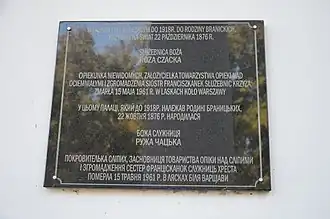 DO 1918R. DO RODZINY BRANICKICH,
ŚWIAT 22 PAŹDZIERNIKA 1876 R.
SŁUŻEBNICA BOŻA
RÓŻA CZACKA
OPIEKUNKA NIEWIDOMYCH, ZAŁOŻYCIELKA TOWARZYSTWA OPIEKI NAD
OCIEMNIAŁYMI I ZGROMADZENIA SIÓSTR FRANCISZKANEK SŁUŻEBNIC KRZYŻA
ZMARŁA 15 MAJA 1961 R. W LASKACH KOŁO WARSZAWY
У ЦЬОМУ ПАЛАЦІ, ЯКИЙ ДО 1918Р. НАЛЕЖАВ РОДИНІ БРАНИЦЬКИХ,
22 ЖОВТНЯ 1876 Р. НАРОДИЛАСЯ
БОЖА СЛУЖНИЦЯ
РУЖА ЧАЦЬКА
ПОКРОВИТЕЛЬКА СЛІПИХ, ЗАСНОВНИЦЯ ТОВАРИСТВА ОПІКИ НАД СЛІПИМИ
І ЗГРОМАДЖЕННЯ СЕСТЕР ФРАНЦІСКАНОК СЛУЖНИЦЬ ХРЕСТА
ПОМЕРЛА 15 ТРАВНЯ 1961 Р. В ЛЯСКАХ БІЛЯ ВАРШАВИ